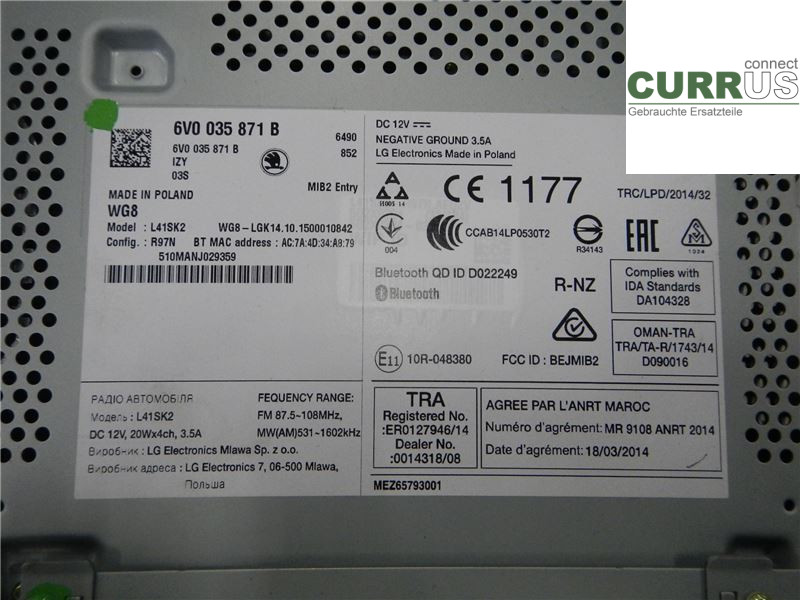 connect
CURRUS
Gebrauchte Ersatzteile
6V0 035 871 B
6490
6V0 035 871 B
852
IZY
03S
MIB2 Entry
MADE IN POLAND
WG8
Model : L41SK2 WG8-LGK14.10.1500010842
Config. : R97N BT MAC address : AC:7A:4D:34:A8:79
510MANJ029359
DC 12V
NEGATIVE GROUND 3.5A
LG Electronics Made in Poland
CE 1177
TRC/LPD/2014/32
004
CCAB14LP0530T2
R34143
EAC
1024
Bluetooth QD ID D022249
Bluetooth
R-NZ
Complies with
IDA Standards
DA104328
E11 10R-048380
FCC ID : BEJMIB2
OMAN-TRA
TRA/TA-R/1743/14
D090016
РАДІО АВТОМОБІЛЯ
Модель : L41SK2
DC 12V, 20Wx4ch, 3.5A
FEQUENCY RANGE:
FM 87.5~108MHz,
MW(AM)531~1602kHz
Виробник : LG Electronics Mlawa Sp. z o.o.
Виробник адреса : LG Electronics 7, 06-500 Mlawa,
Польша
TRA
Registered No.
:ER0127946/14
Dealer No.
:0014318/08
AGREE PAR L'ANRT MAROC
Numéro d'agrément: MR 9108 ANRT 2014
Date d'agrément: 18/03/2014
MEZ65793001